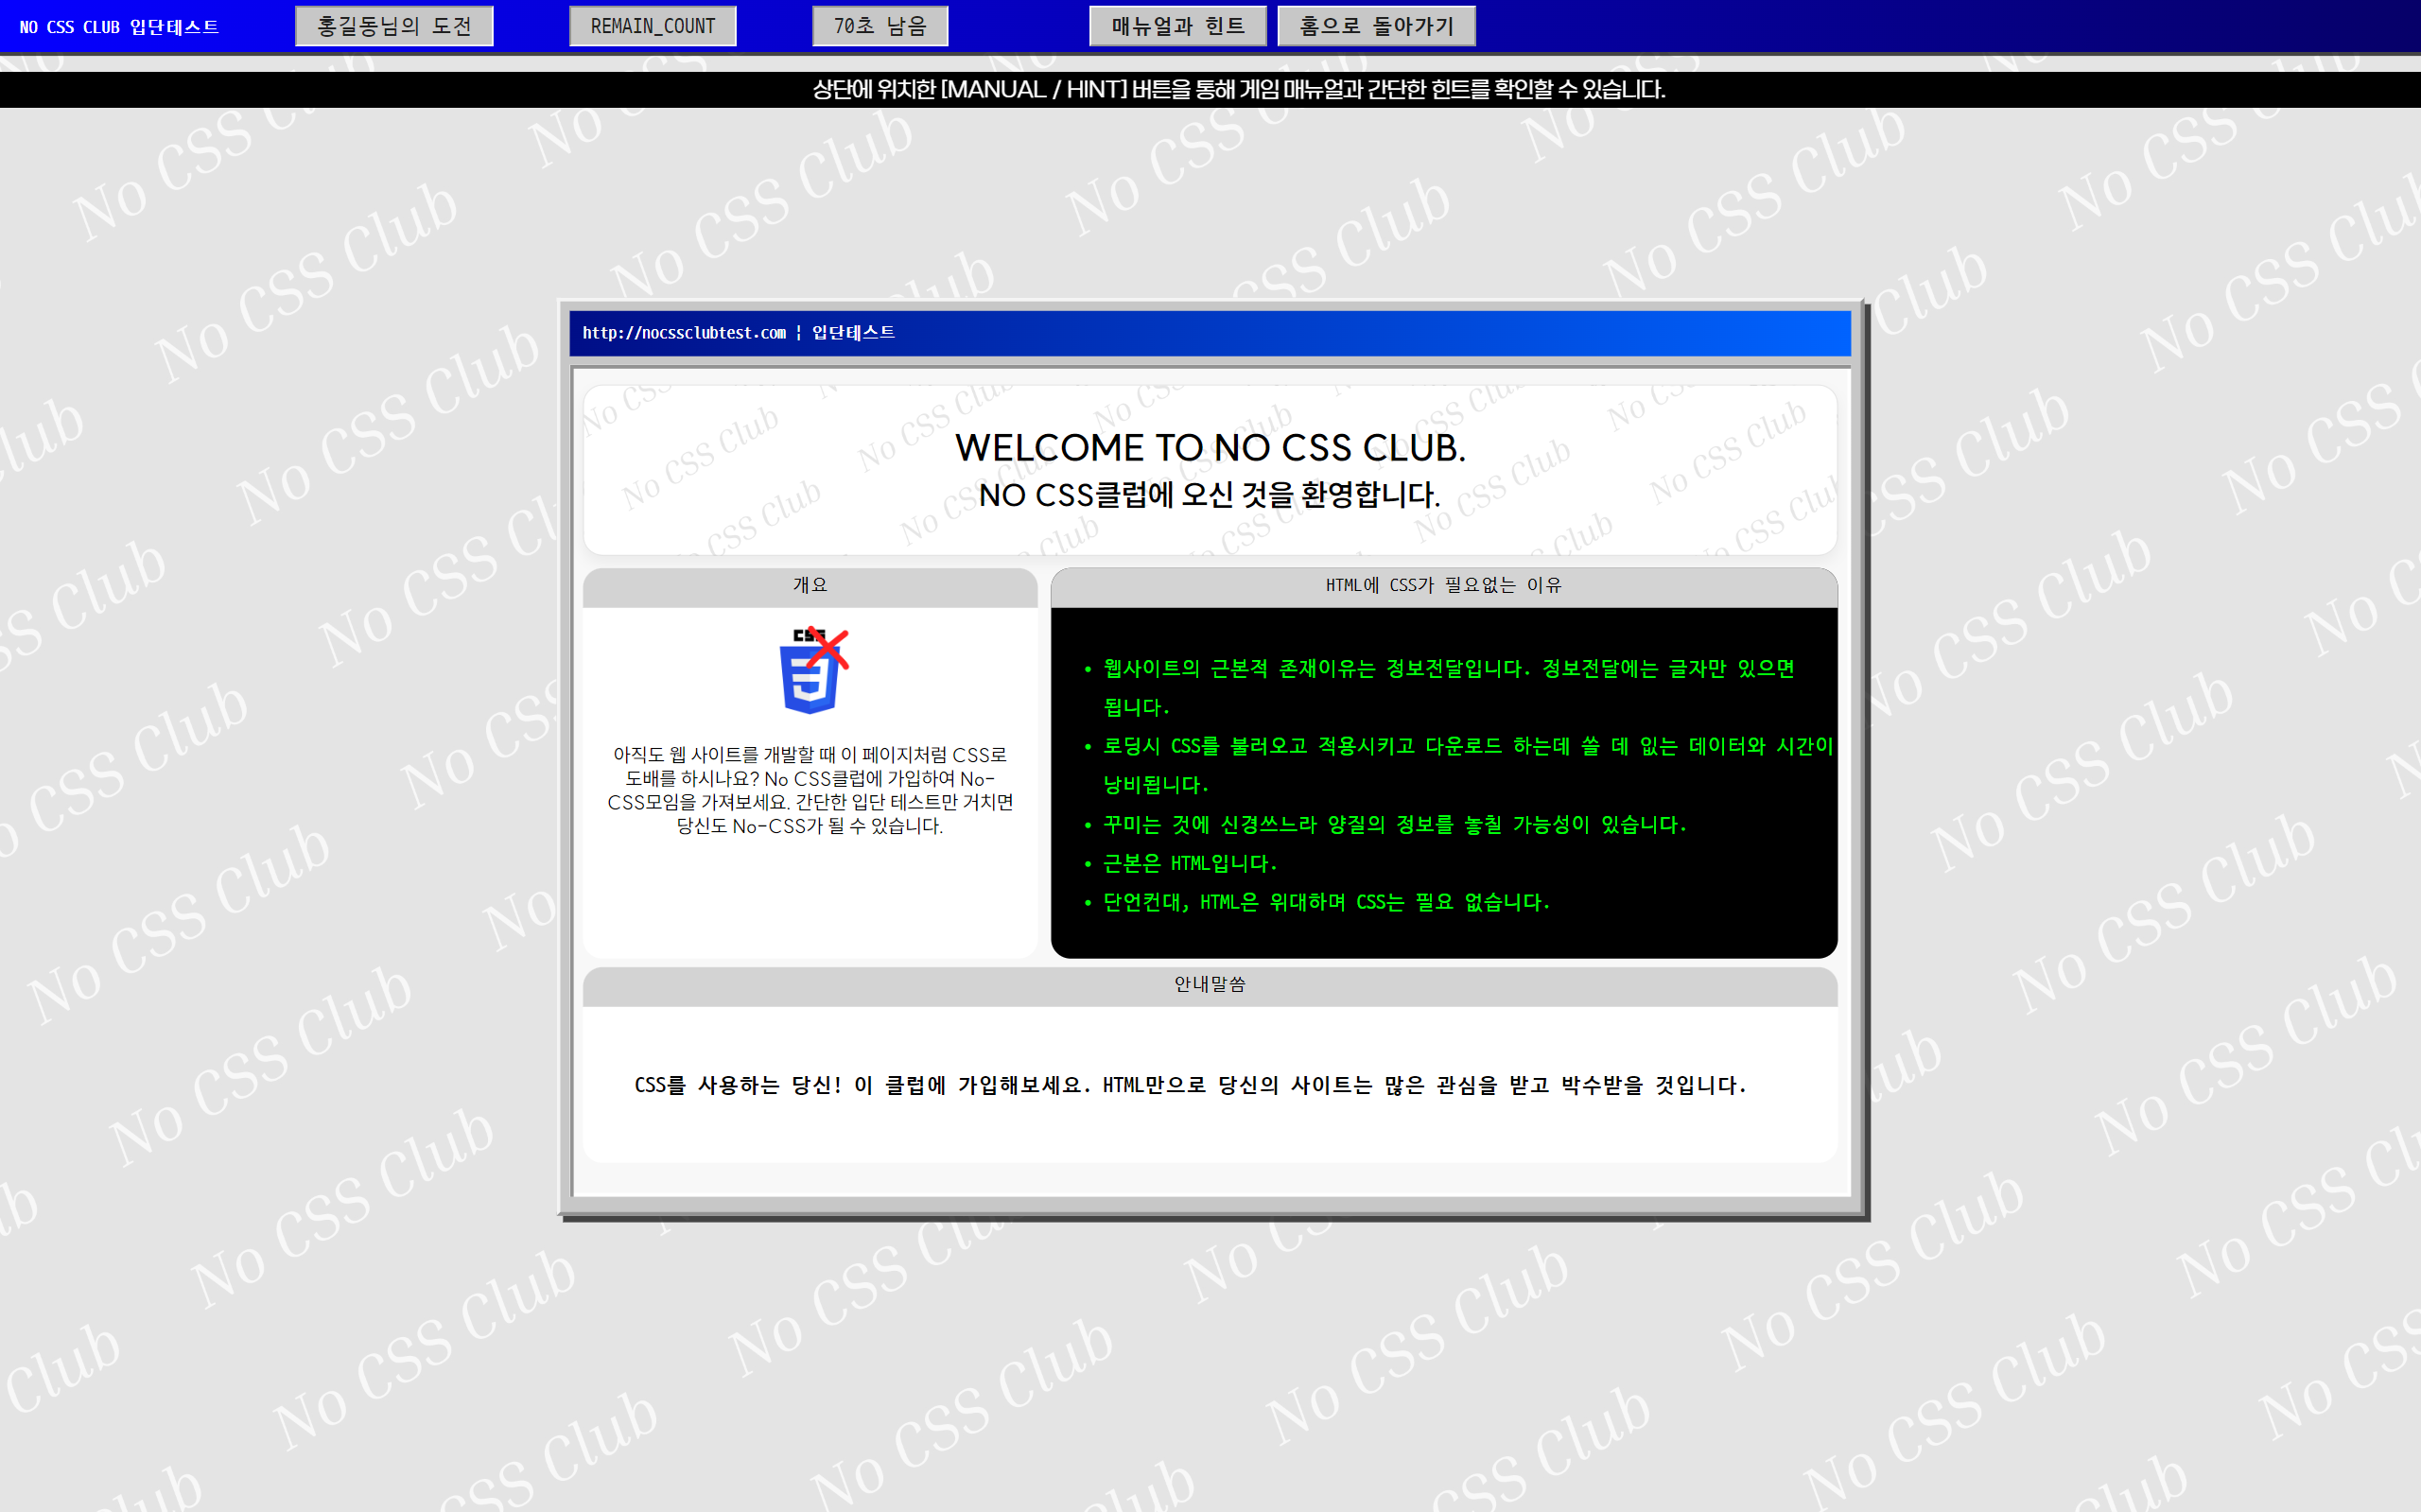 NO CSS CLUB 입단테스트
홍길동님의 도전
REMAIN_COUNT
70초 남음
매뉴얼과 힌트
홈으로 돌아가기
상단에 위치한 [MANUAL / HINT] 버튼을 통해 게임 매뉴얼과 간단한 힌트를 확인할 수 있습니다.
http://nocssclubtest.com ¦ 입단테스트
WELCOME TO NO CSS CLUB.
NO CSS클럽에 오신 것을 환영합니다.
개요
CSS
아직도 웹 사이트를 개발할 때 이 페이지처럼 CSS로
도배를 하시나요? No CSS클럽에 가입하여 No-
CSS모임을 가져보세요. 간단한 입단 테스트만 거치면
당신도 No-CSS가 될 수 있습니다.
HTML에 CSS가 필요없는 이유
• 웹사이트의 근본적 존재이유는 정보전달입니다. 정보전달에는 글자만 있으면
됩니다.
• 로딩시 CSS를 불러오고 적용시키고 다운로드 하는데 쓸 데 없는 데이터와 시간이
낭비됩니다.
• 꾸미는 것에 신경쓰느라 양질의 정보를 놓칠 가능성이 있습니다.
• 근본은 HTML입니다.
• 단언컨대, HTML은 위대하며 CSS는 필요 없습니다.
안내말씀
CSS를 사용하는 당신! 이 클럽에 가입해보세요. HTML만으로 당신의 사이트는 많은 관심을 받고 박수받을 것입니다.
No CSS Club